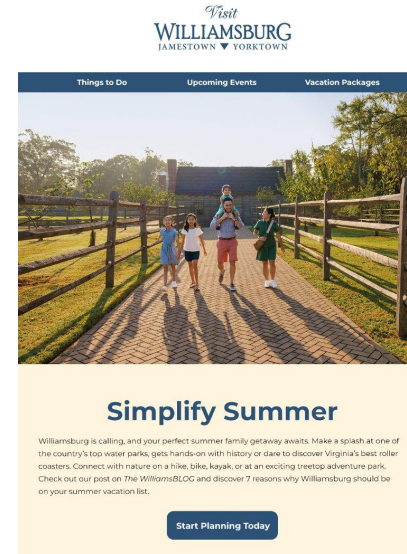 Visit
WILLIAMSBURG
JAMESTOWN YORKTOWN
Things to Do Upcoming Events Vacation Packages
Simplify Summer
Williamsburg is calling, and your perfect summer family getaway awaits. Make a splash at one of
the country's top water parks, gets hands-on with history or dare to discover Virginia's best roller
coasters. Connect with nature on a hike, bike, kayak, or at an exciting treetop adventure park.
Check out our post on The WilliamsBLOG and discover 7 reasons why Williamsburg should be
on your summer vacation list.
Start Planning Today